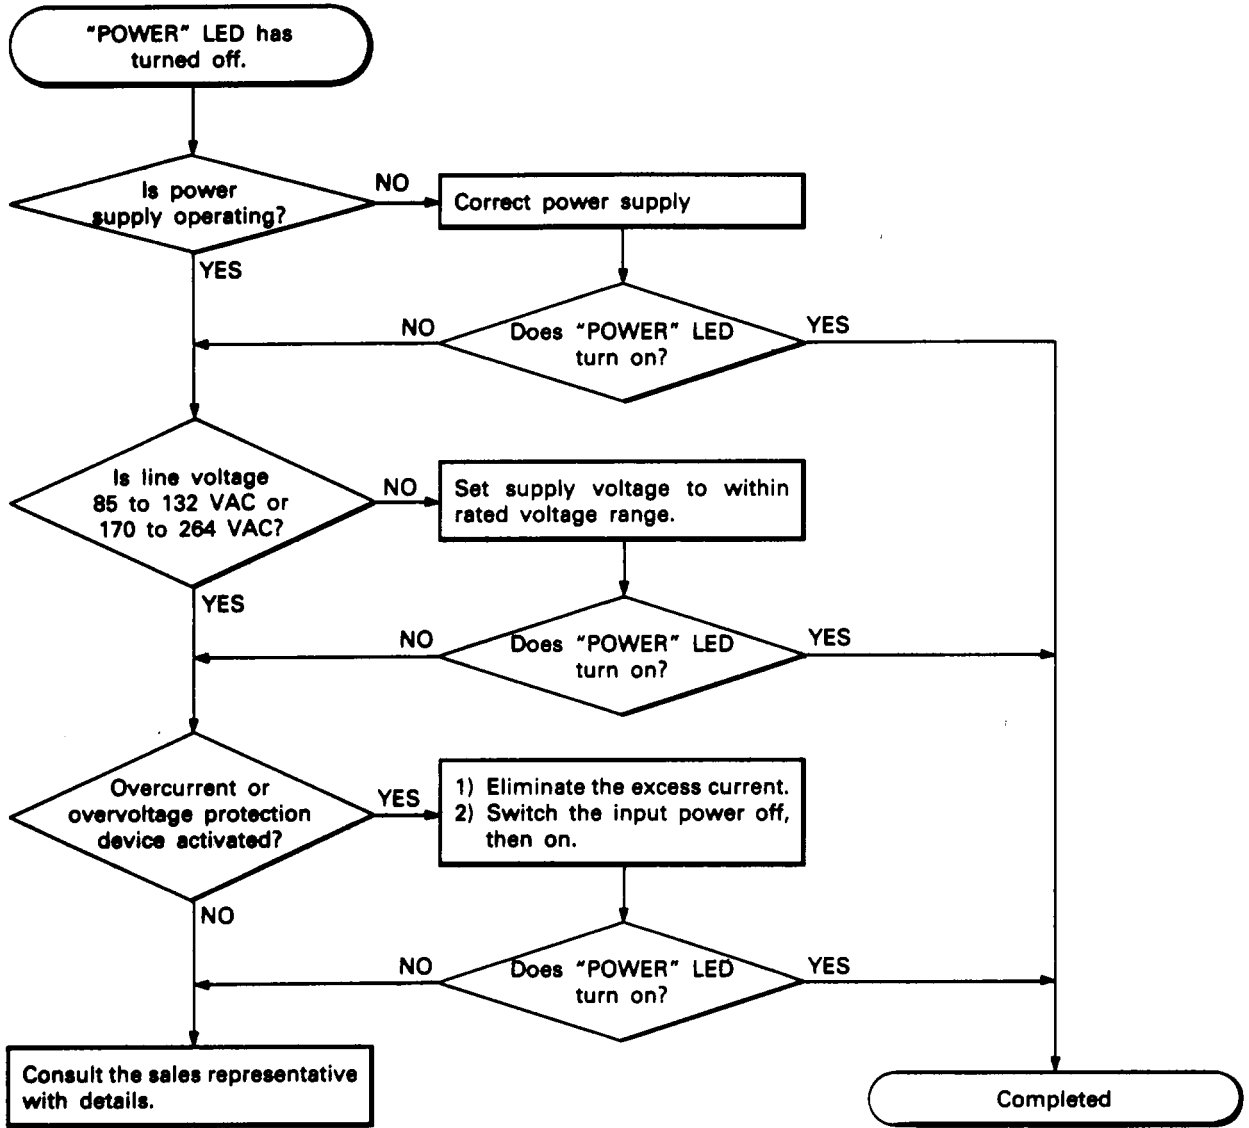 "POWER" LED has
turned off.
Is power
supply operating?
NO
Correct power supply
YES
NO
Does "POWER" LED
turn on?
YES
Is line voltage
85 to 132 VAC or
170 to 264 VAC?
NO
Set supply voltage to within
rated voltage range.
YES
NO
Does "POWER" LED
turn on?
YES
Overcurrent or
overvoltage protection
device activated?
YES
1) Eliminate the excess current.
2) Switch the input power off,
then on.
NO
NO
Does "POWER" LED
turn on?
YES
Consult the sales representative
with details.
Completed